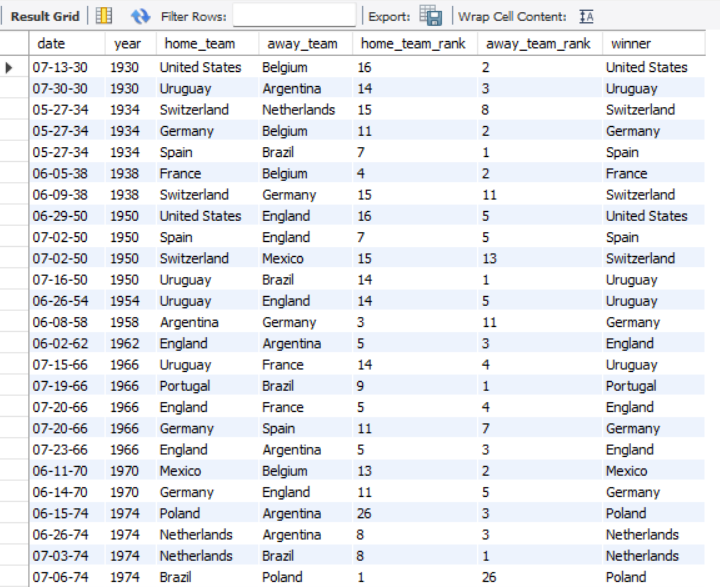 Result Grid Filter Rows: Export: Wrap Cell Content: IA
date year home_team away_team home_team_rank away_team_rank winner
07-13-30 1930 United States Belgium 16 2 United States
07-30-30 1930 Uruguay Argentina 14 3 Uruguay
05-27-34 1934 Switzerland Netherlands 15 8 Switzerland
05-27-34 1934 Germany Belgium 11 2 Germany
05-27-34 1934 Spain Brazil 7 1 Spain
06-05-38 1938 France Belgium 4 2 France
06-09-38 1938 Switzerland Germany 15 11 Switzerland
06-29-50 1950 United States England 16 5 United States
07-02-50 1950 Spain England 7 5 Spain
07-02-50 1950 Switzerland Mexico 15 13 Switzerland
07-16-50 1950 Uruguay Brazil 14 1 Uruguay
06-26-54 1954 Uruguay England 14 5 Uruguay
06-08-58 1958 Argentina Germany 3 11 Germany
06-02-62 1962 England Argentina 5 3 England
07-15-66 1966 Uruguay France 14 4 Uruguay
07-19-66 1966 Portugal Brazil 9 1 Portugal
07-20-66 1966 England France 5 4 England
07-20-66 1966 Germany Spain 11 7 Germany
07-23-66 1966 England Argentina 5 3 England
06-11-70 1970 Mexico Belgium 13 2 Mexico
06-14-70 1970 Germany England 11 5 Germany
06-15-74 1974 Poland Argentina 26 3 Poland
06-26-74 1974 Netherlands Argentina 8 3 Netherlands
07-03-74 1974 Netherlands Brazil 8 1 Netherlands
07-06-74 1974 Brazil Poland 1 26 Poland